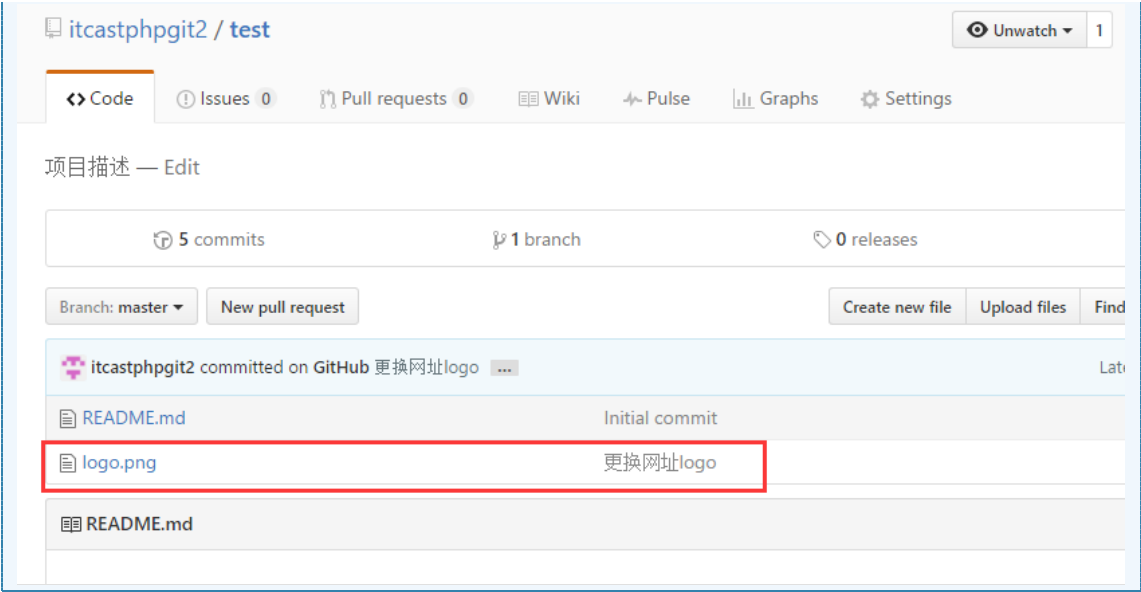 itcastphpgit2 / test
Unwatch 1
Code Issues 0 Pull requests 0 Wiki Pulse Graphs Settings
项目描述 — Edit
5 commits 1 branch 0 releases
Branch: master New pull request Create new file Upload files Find
itcastphpgit2 committed on GitHub 更换网址logo ... Late
README.md Initial commit
logo.png 更换网址logo
README.md